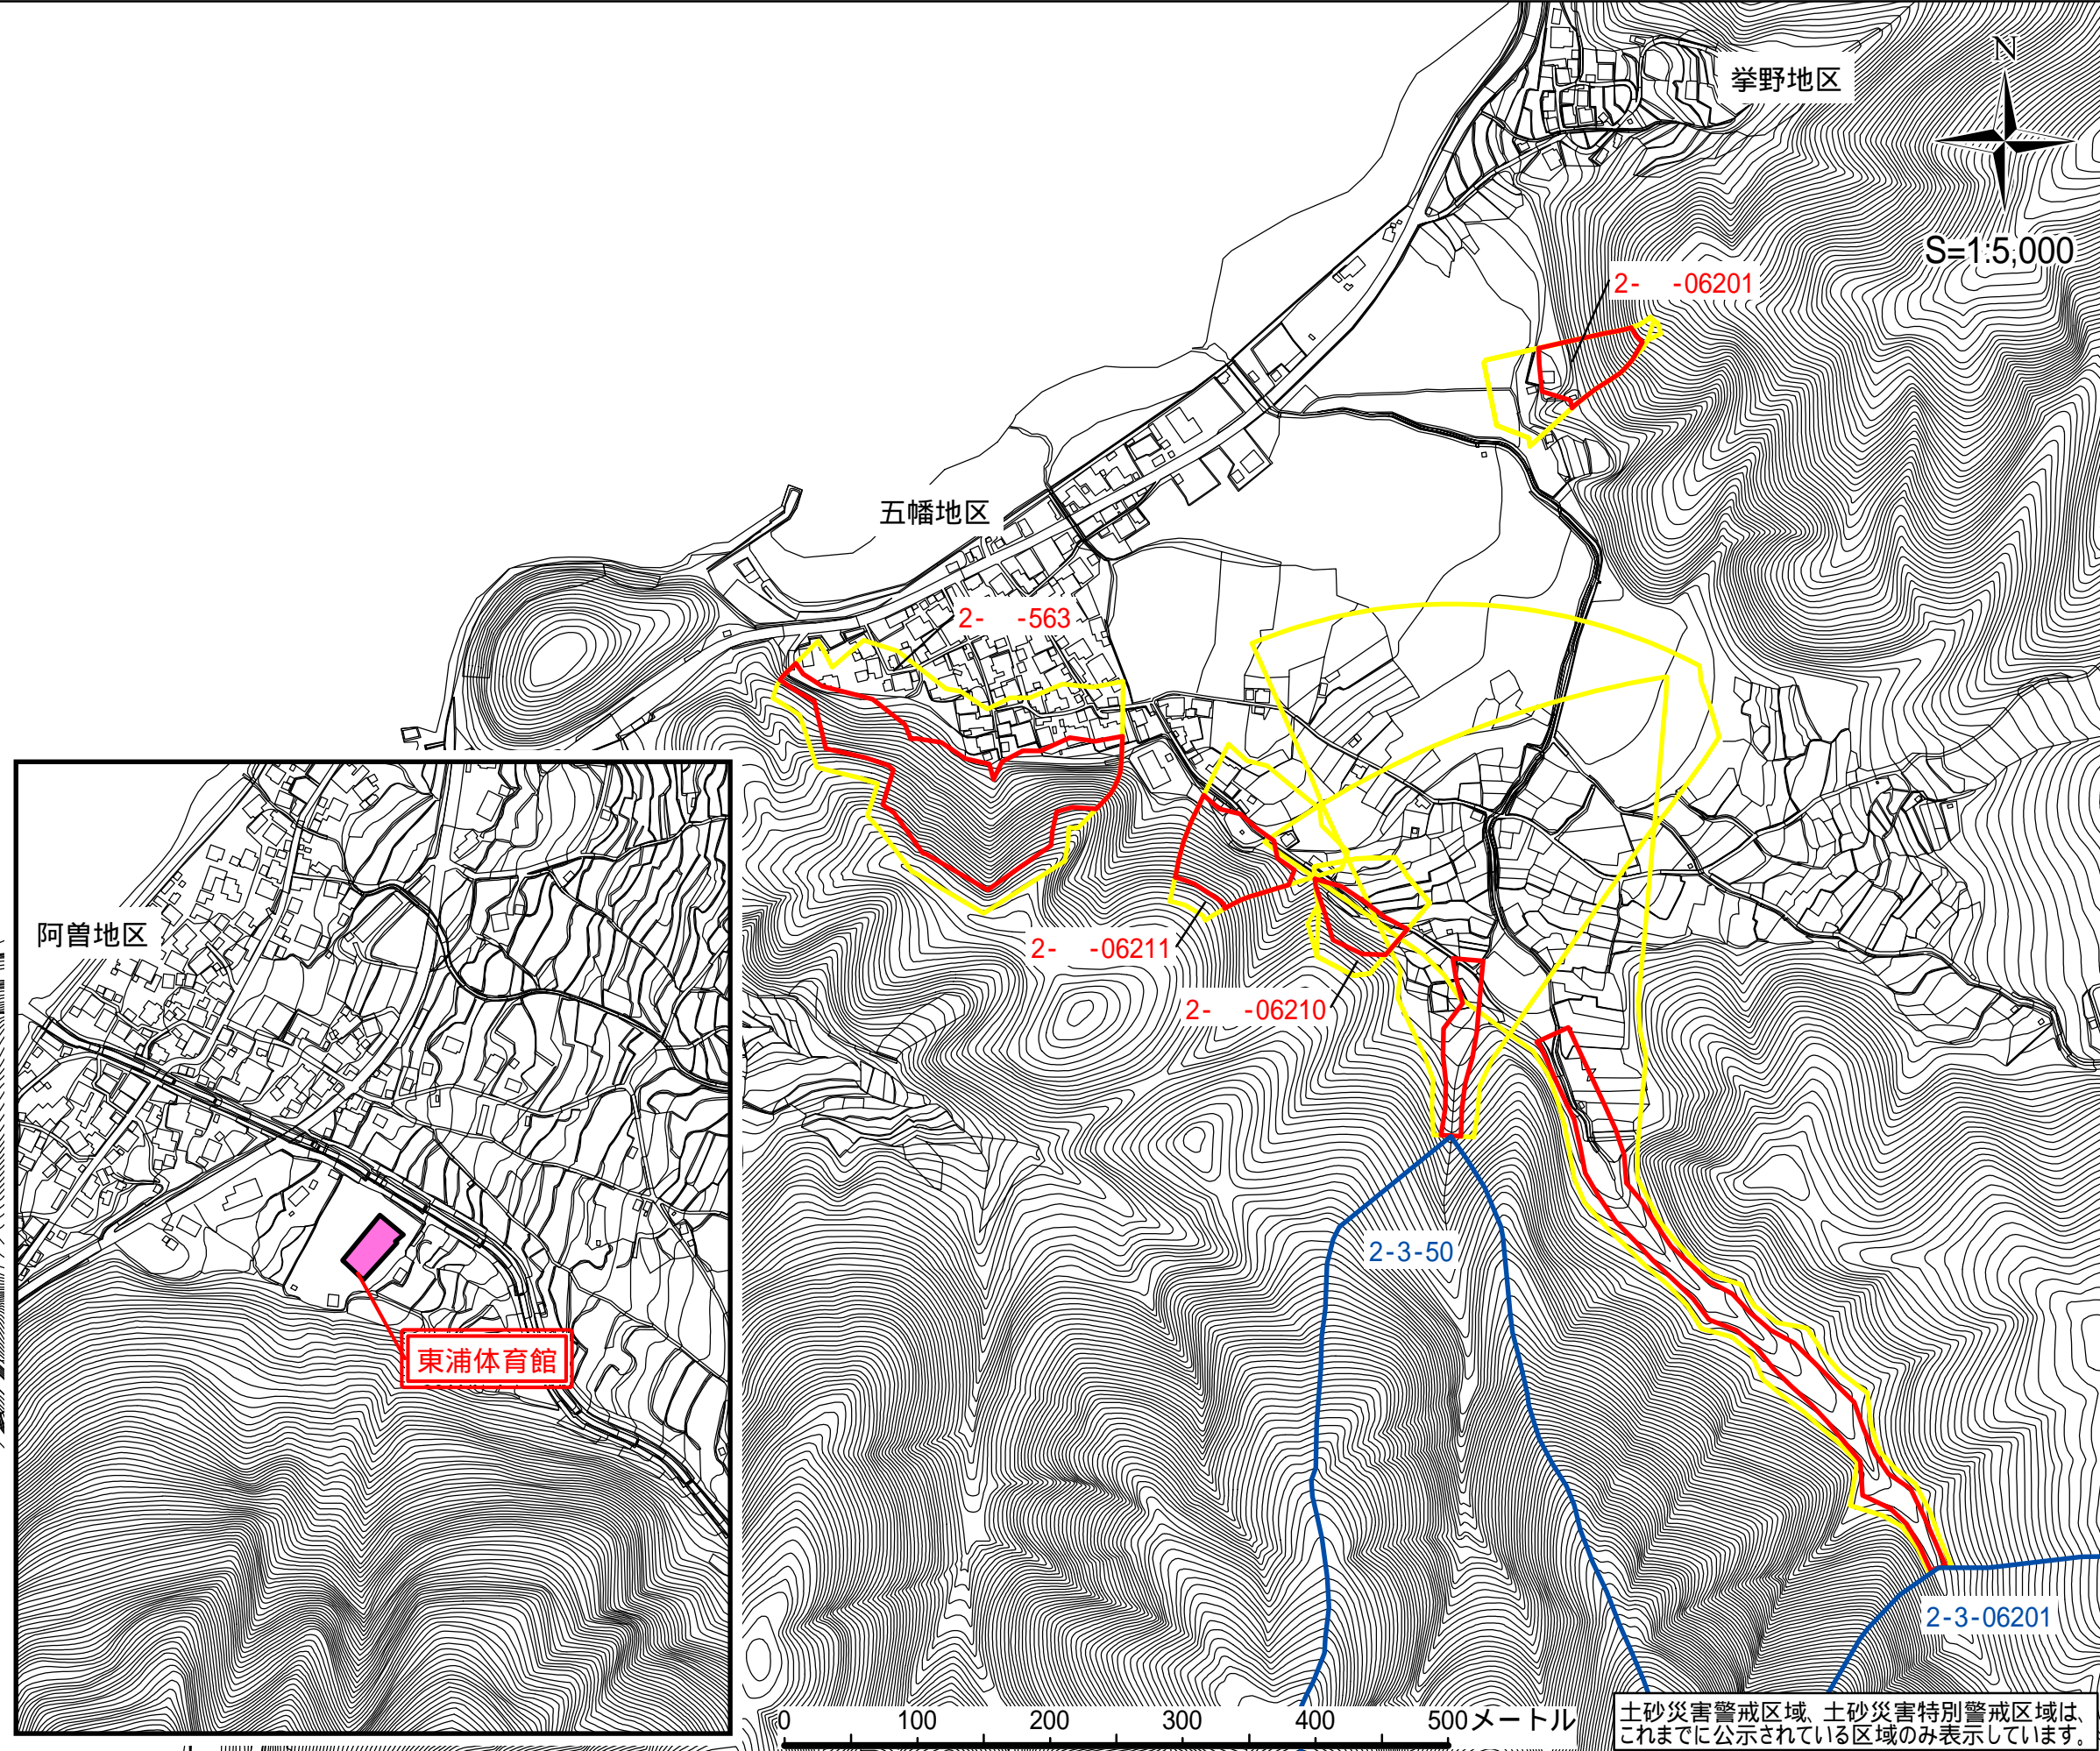 挙野地区
N
S=1:5,000
2-　-06201
五幡地区
2-　-563
阿曽地区
2-　-06211
2-　-06210
2-3-50
東浦体育館
2-3-06201
0 100 200 300 400 500メートル
土砂災害警戒区域、土砂災害特別警戒区域は、
これまでに公示されている区域のみ表示しています。